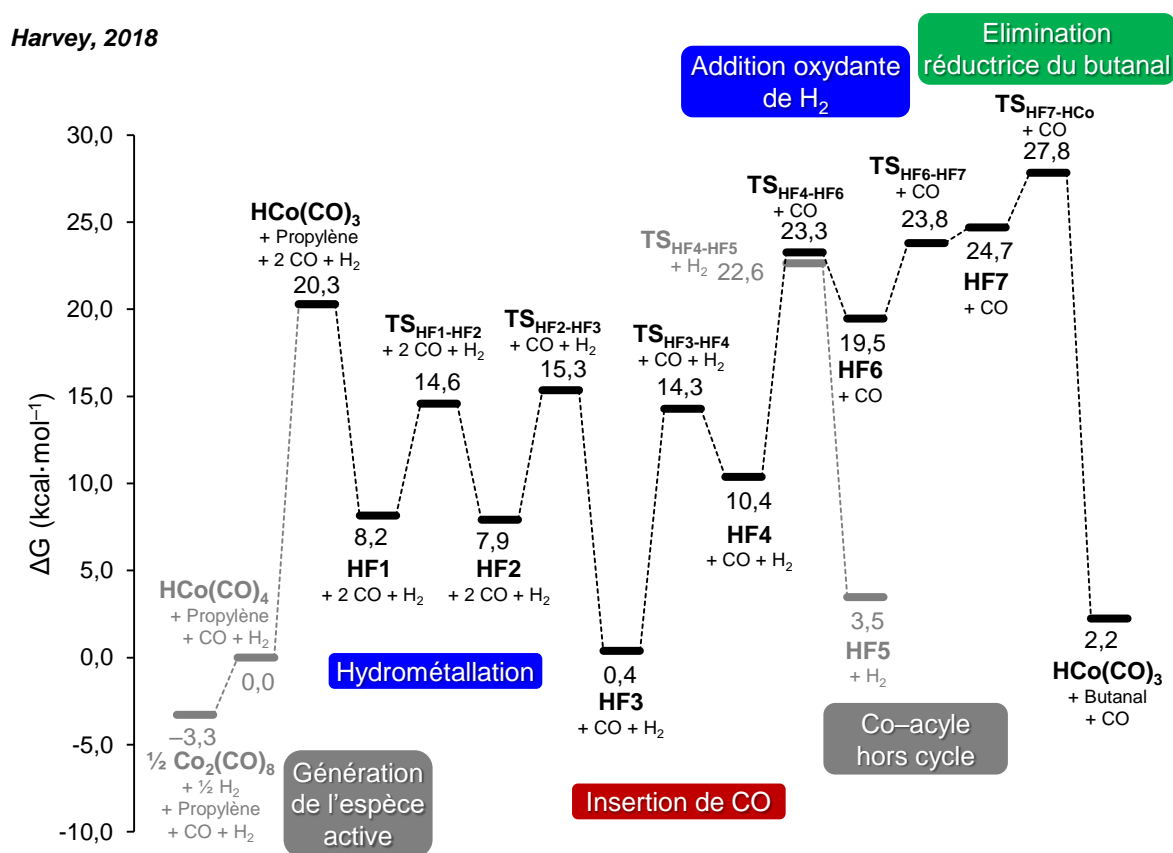 Harvey, 2018
Elimination
réductrice du butanal
Addition oxydante
de H2
ΔG (kcal·mol–1)
30,0
25,0
20,0
15,0
10,0
5,0
0,0
-5,0
-10,0
½ Co2(CO)8
+ ½ H2
+ Propylène
+ CO + H2
–3,3
HCo(CO)4
+ Propylène
+ CO + H2
0,0
HCo(CO)3
+ Propylène
+ 2 CO + H2
20,3
8,2
HF1
+ 2 CO + H2
TSHF1-HF2
+ 2 CO + H2
14,6
7,9
HF2
+ 2 CO + H2
TSHF2-HF3
+ CO + H2
15,3
0,4
HF3
+ CO + H2
TSHF3-HF4
+ CO + H2
14,3
10,4
HF4
+ CO + H2
TSHF4-HF5
+ H2 22,6
TSHF4-HF6
+ CO
23,3
3,5
HF5
+ H2
19,5
HF6
+ CO
TSHF6-HF7
+ CO
23,8
24,7
HF7
+ CO
TSHF7-HCo
+ CO
27,8
2,2
HCo(CO)3
+ Butanal
+ CO
Hydrométallation
Génération
de l’espèce
active
Insertion de CO
Co–acyle
hors cycle